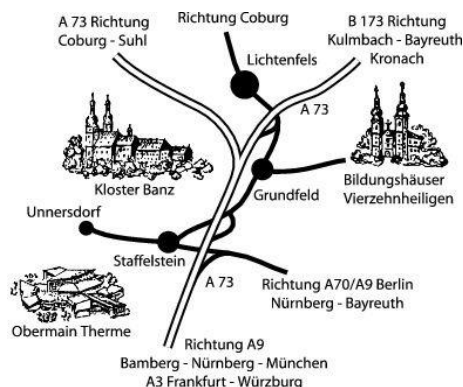 A 73 Richtung
Coburg - Suhl
Richtung Coburg
B 173 Richtung
Kulmbach - Bayreuth
Kronach
Lichtenfels
A 73
Kloster Banz
Grundfeld
Bildungshäuser
Vierzehnheiligen
Unnersdorf
Staffelstein
A 73
Richtung A70/A9 Berlin
Nürnberg - Bayreuth
Obermain Therme
Richtung A9
Bamberg - Nürnberg - München
A3 Frankfurt - Würzburg